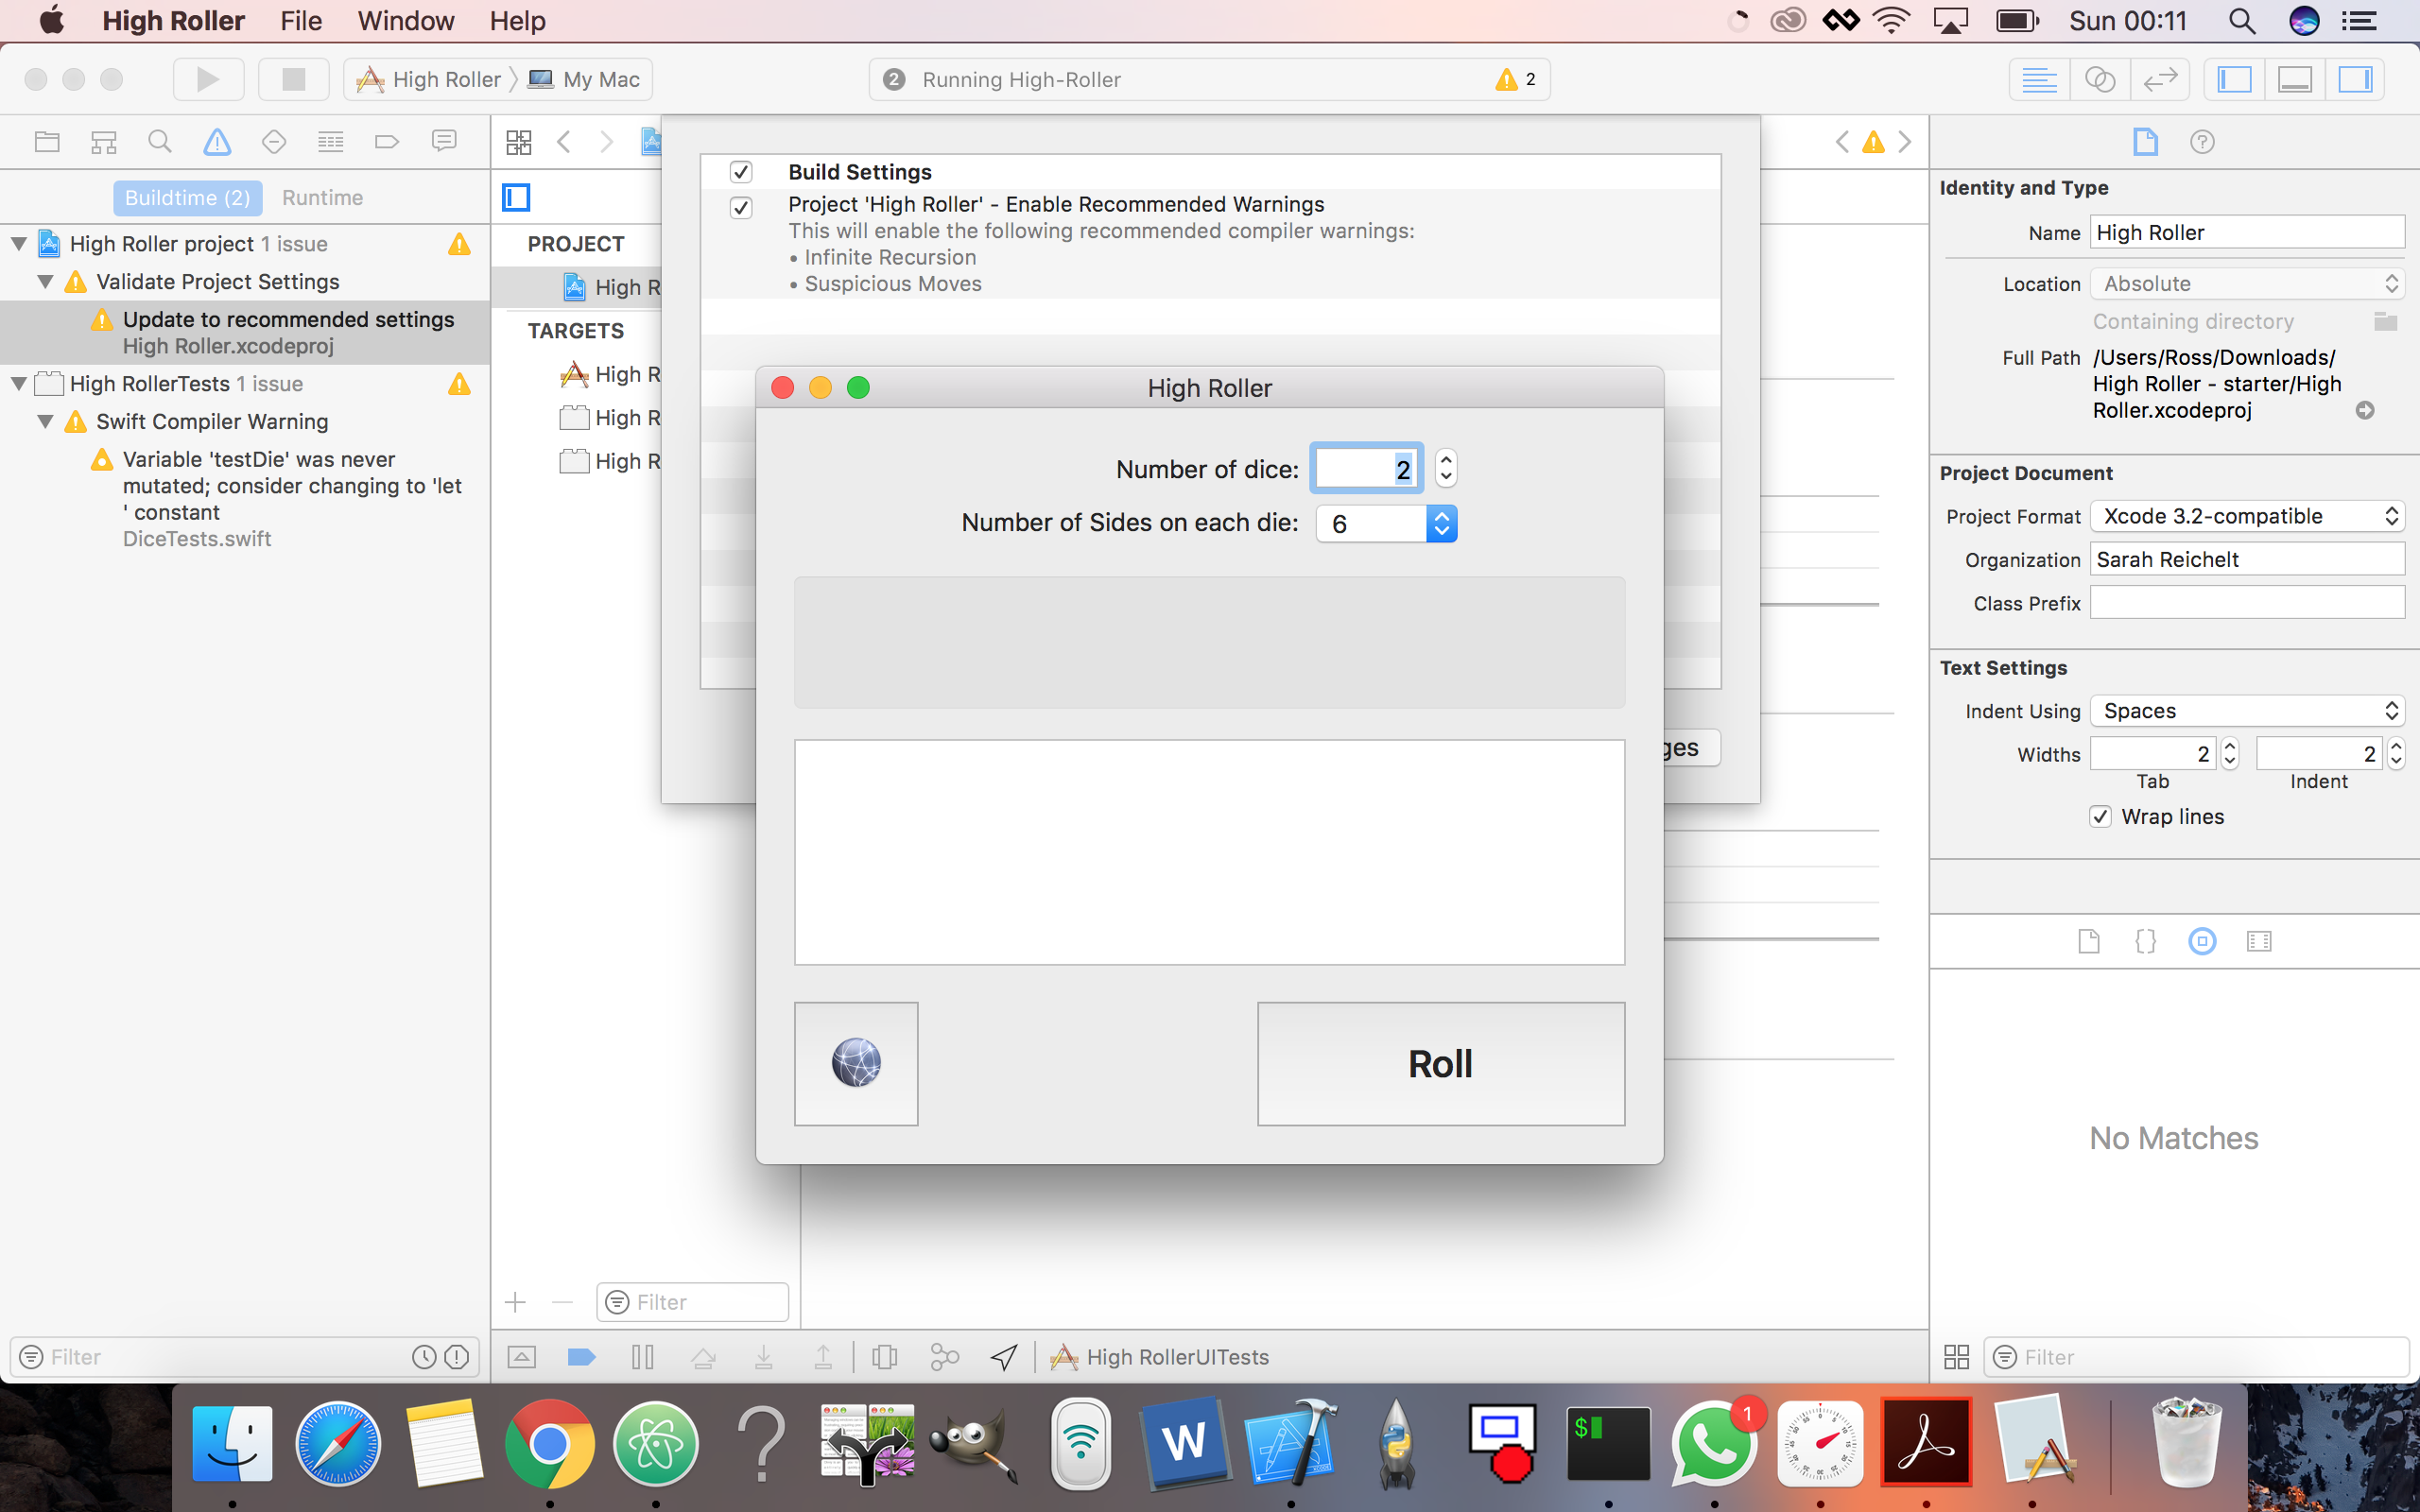 High Roller File Window Help
Sun 00:11
High Roller My Mac
2 Running High-Roller
2
Buildtime (2) Runtime
High Roller project 1 issue
Validate Project Settings
Update to recommended settings
High Roller.xcodeproj
High RollerTests 1 issue
Swift Compiler Warning
Variable 'testDie' was never
mutated; consider changing to 'let
' constant
DiceTests.swift
Filter
PROJECT
High R
TARGETS
High R
High R
High R
Filter
Build Settings
Project 'High Roller' - Enable Recommended Warnings
This will enable the following recommended compiler warnings:
• Infinite Recursion
• Suspicious Moves
ges
High Roller
Number of dice: 2
Number of Sides on each die: 6
Roll
High RollerUITests
Identity and Type
Name High Roller
Location Absolute
Containing directory
Full Path /Users/Ross/Downloads/
High Roller - starter/High
Roller.xcodeproj
Project Document
Project Format Xcode 3.2-compatible
Organization Sarah Reichelt
Class Prefix
Text Settings
Indent Using Spaces
Widths 2 2
Tab Indent
Wrap lines
No Matches
Filter
W
$
1